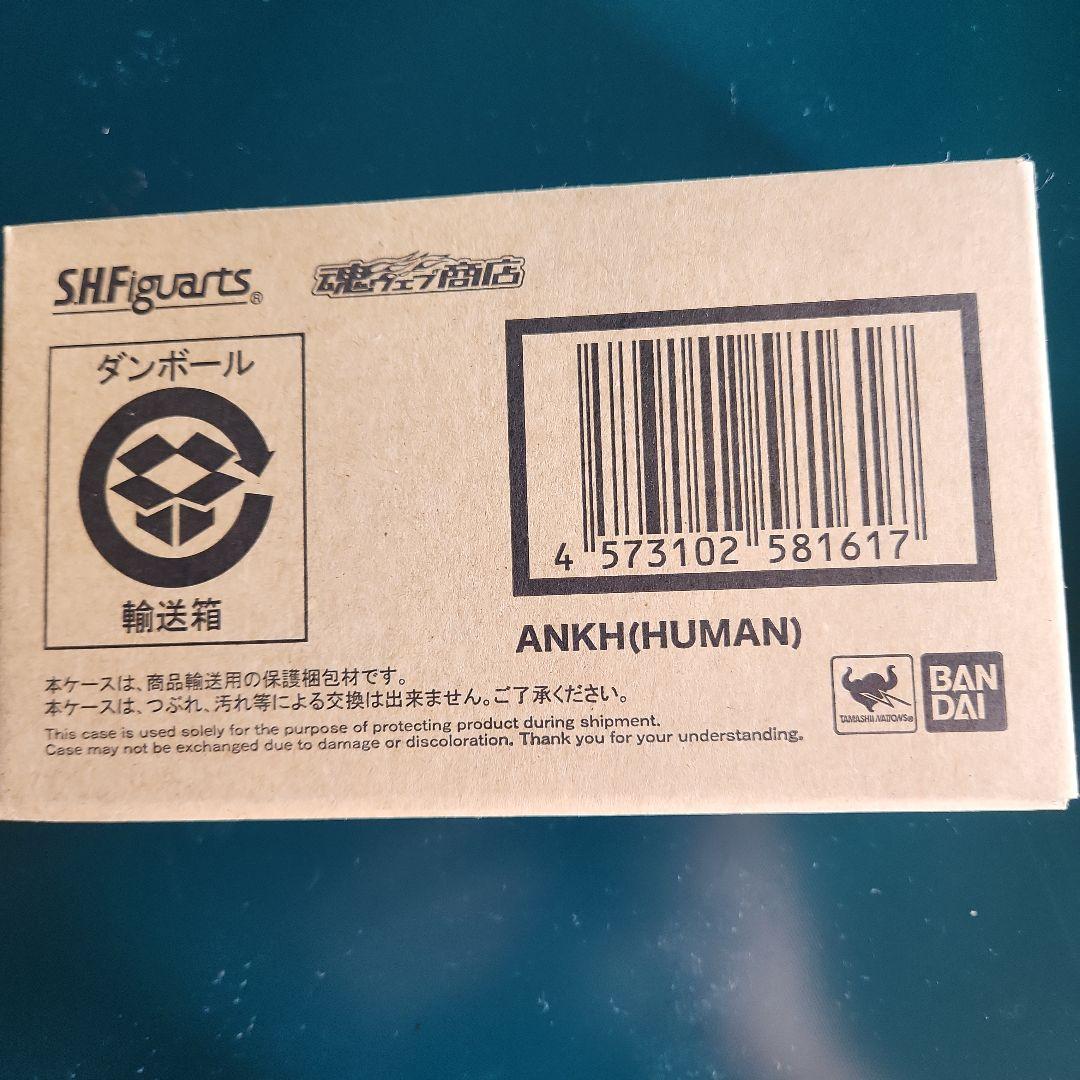 S.H.Figuarts®
魂ウェブ商店
ダンボール
輸送箱
4 573102 581617
ANKH(HUMAN)
本ケースは、商品輸送用の保護梱包材です。
本ケースは、つぶれ、汚れ等による交換は出来ません。ご了承ください。
This case is used solely for the purpose of protecting product during shipment.
Case may not be exchanged due to damage or discoloration. Thank you for your understanding.
TAMASHII NATIONS®
BAN
DAI